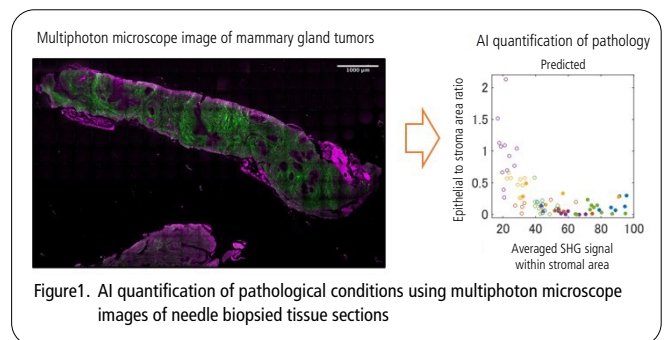 Multiphoton microscope image of mammary gland tumors
1000 μm
AI quantification of pathology
Predicted
Epithelial to stroma area ratio
2
1.5
1
0.5
0
20 40 60 80 100
Averaged SHG signal
within stromal area
Figure1. AI quantification of pathological conditions using multiphoton microscope
images of needle biopsied tissue sections